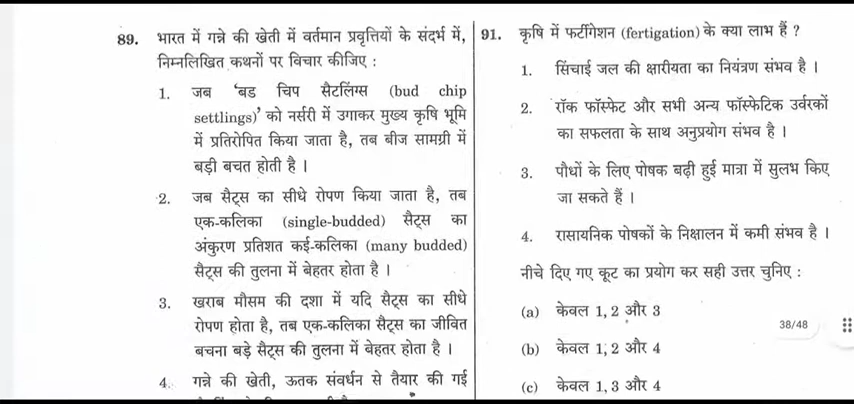 89. भारत में गन्ने की खेती में वर्तमान प्रवृत्तियों के संदर्भ में,
निम्नलिखित कथनों पर विचार कीजिए :
1. जब 'बड चिप सैटलिंग्स (bud chip
settlings)' को नर्सरी में उगाकर मुख्य कृषि भूमि
में प्रतिरोपित किया जाता है, तब बीज सामग्री में
बड़ी बचत होती है ।
2. जब सैट्स का सीधे रोपण किया जाता है, तब
एक-कलिका (single-budded) सैट्स का
अंकुरण प्रतिशत कई-कलिका (many budded)
सैट्स की तुलना में बेहतर होता है ।
3. खराब मौसम की दशा में यदि सैट्स का सीधे
रोपण होता है, तब एक-कलिका सैट्स का जीवित
बचना बड़े सैट्स की तुलना में बेहतर होता है ।
4. गन्ने की खेती, ऊतक संवर्धन से तैयार की गई
91. कृषि में फर्टीगेशन (fertigation) के क्या लाभ हैं ?
1. सिंचाई जल की क्षारीयता का नियंत्रण संभव है ।
2. रॉक फॉस्फेट और सभी अन्य फॉस्फेटिक उर्वरकों
का सफलता के साथ अनुप्रयोग संभव है ।
3. पौधों के लिए पोषक बढ़ी हुई मात्रा में सुलभ किए
जा सकते हैं ।
4. रासायनिक पोषकों के निक्षालन में कमी संभव है ।
नीचे दिए गए कूट का प्रयोग कर सही उत्तर चुनिए :
(a) केवल 1, 2 और 3
(b) केवल 1, 2 और 4
(c) केवल 1, 3 और 4
38/48